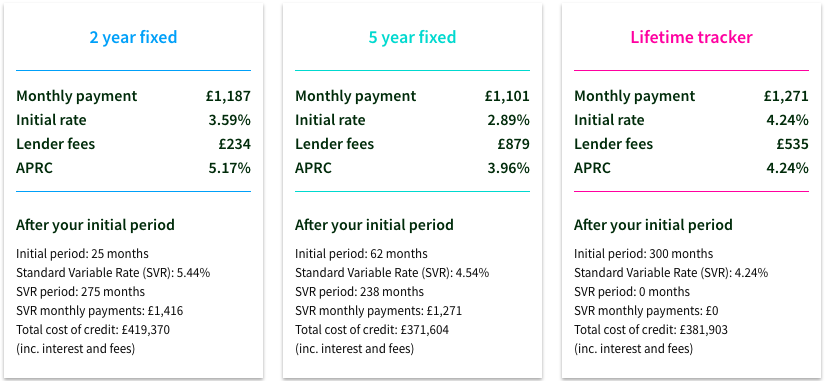 2 year fixed
Monthly payment £1,187
Initial rate 3.59%
Lender fees £234
APRC 5.17%
After your initial period
Initial period: 25 months
Standard Variable Rate (SVR): 5.44%
SVR period: 275 months
SVR monthly payments: £1,416
Total cost of credit: £419,370
(inc. interest and fees)
5 year fixed
Monthly payment £1,101
Initial rate 2.89%
Lender fees £879
APRC 3.96%
After your initial period
Initial period: 62 months
Standard Variable Rate (SVR): 4.54%
SVR period: 238 months
SVR monthly payments: £1,271
Total cost of credit: £371,604
(inc. interest and fees)
Lifetime tracker
Monthly payment £1,271
Initial rate 4.24%
Lender fees £535
APRC 4.24%
After your initial period
Initial period: 300 months
Standard Variable Rate (SVR): 4.24%
SVR period: 0 months
SVR monthly payments: £0
Total cost of credit: £381,903
(inc. interest and fees)